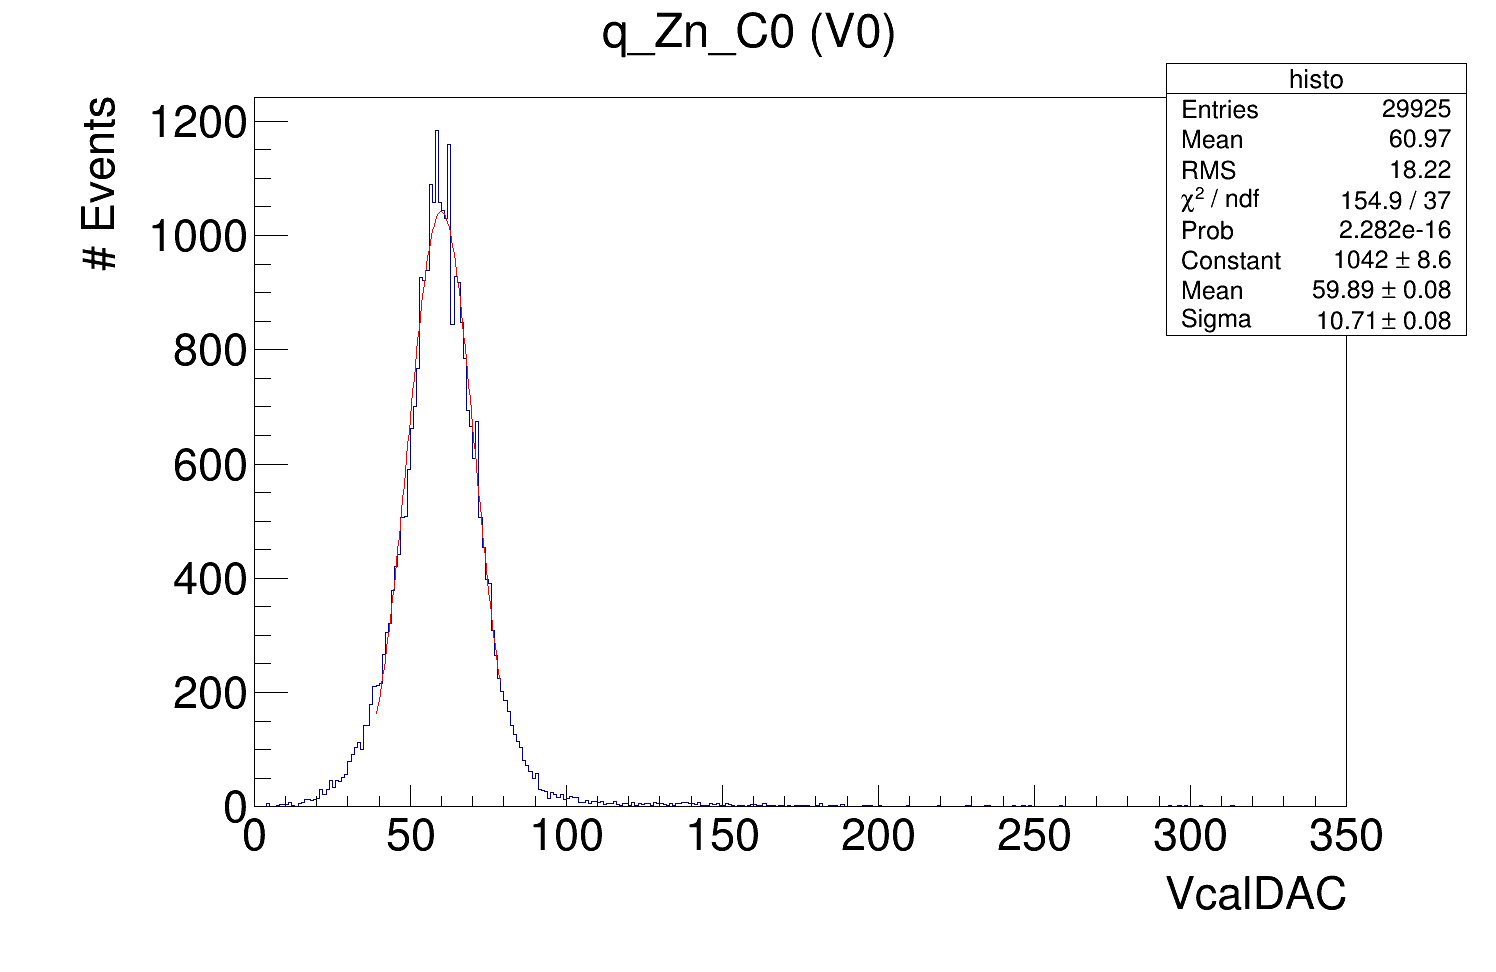 q_Zn_C0 (V0)
# Events
histo
Entries 29925
Mean 60.97
RMS 18.22
χ² / ndf 154.9 / 37
Prob 2.282e-16
Constant 1042 ± 8.6
Mean 59.89 ± 0.08
Sigma 10.71 ± 0.08
1200
1000
800
600
400
200
0
0 50 100 150 200 250 300 350
VcalDAC